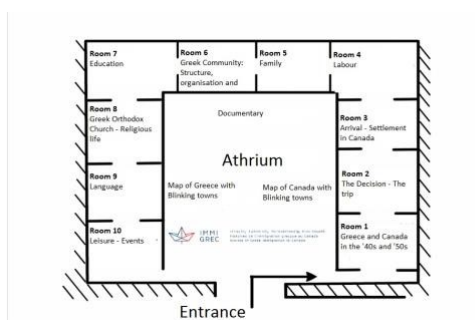 Room 7
Education
Room 6
Greek Community:
Structure,
organisation and
Room 5
Family
Room 4
Labour
Room 8
Greek Orthodox
Church - Religious
life
Documentary
Room 3
Arrival - Settlement
in Canada
Athrium
Room 9
Language
Map of Greece with
Blinking towns
Map of Canada with
Blinking towns
Room 2
The Decision - The
trip
Room 10
Leisure - Events
IMMI
GREC
Room 1
Greece and Canada
in the '40s and '50s
Entrance